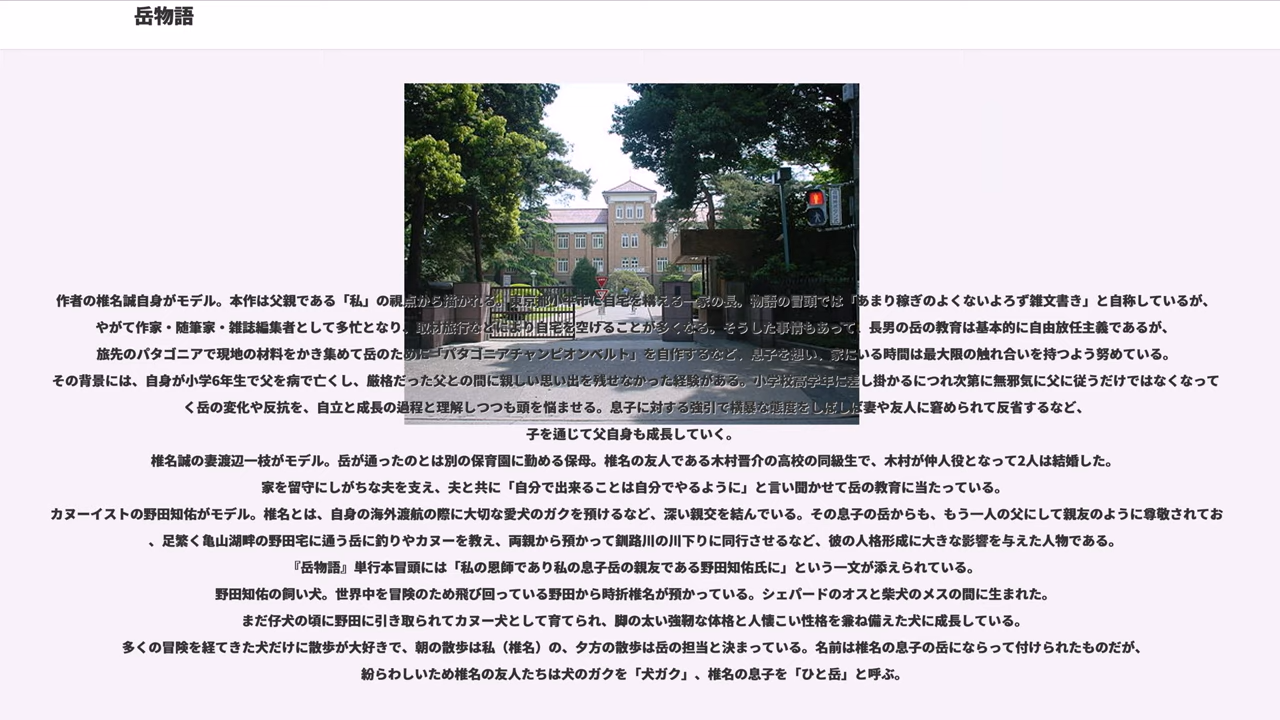 岳物語
作者の椎名誠自身がモデル。本作は父親である「私」の視点から描かれる。東京都小平市に自宅を構える一家の長。物語の冒頭では「あまり稼ぎのよくないよろず雑文書き」と自称しているが、
やがて作家・随筆家・雑誌編集者として多忙となり、取材旅行などにより自宅を空けることが多くなる。そうした事情もあって、長男の岳の教育は基本的に自由放任主義であるが、
旅先のパタゴニアで現地の材料をかき集めて岳のために「パタゴニアチャンピオンベルト」を自作するなど、息子を想い、家にいる時間は最大限の触れ合いを持つよう努めている。
その背景には、自身が小学6年生で父を病で亡くし、厳格だった父との間に親しい思い出を残せなかった経験がある。小学校高学年に差し掛かるにつれ次第に無邪気に父に従うだけではなくなって
く岳の変化や反抗を、自立と成長の過程と理解しつつも頭を悩ませる。息子に対する強引で横暴な態度をしばしば妻や友人に窘められて反省するなど、
子を通じて父自身も成長していく。
椎名誠の妻渡辺一枝がモデル。岳が通ったのとは別の保育園に勤める保母。椎名の友人である木村晋介の高校の同級生で、木村が仲人役となって2人は結婚した。
家を留守にしがちな夫を支え、夫と共に「自分で出来ることは自分でやるように」と言い聞かせて岳の教育に当たっている。
カヌーイストの野田知佑がモデル。椎名とは、自身の海外渡航の際に大切な愛犬のガクを預けるなど、深い親交を結んでいる。その息子の岳からも、もう一人の父にして親友のように尊敬されてお
、足繁く亀山湖畔の野田宅に通う岳に釣りやカヌーを教え、両親から預かって釧路川の川下りに同行させるなど、彼の人格形成に大きな影響を与えた人物である。
『岳物語』単行本冒頭には「私の恩師であり私の息子岳の親友である野田知佑氏に」という一文が添えられている。
野田知佑の飼い犬。世界中を冒険のため飛び回っている野田から時折椎名が預かっている。シェパードのオスと柴犬のメスの間に生まれた。
まだ仔犬の頃に野田に引き取られてカヌー犬として育てられ、脚の太い強靭な体格と人懐こい性格を兼ね備えた犬に成長している。
多くの冒険を経てきた犬だけに散歩が大好きで、朝の散歩は私（椎名）の、夕方の散歩は岳の担当と決まっている。名前は椎名の息子の岳にならって付けられたものだが、
紛らわしいため椎名の友人たちは犬のガクを「犬ガク」、椎名の息子を「ひと岳」と呼ぶ。